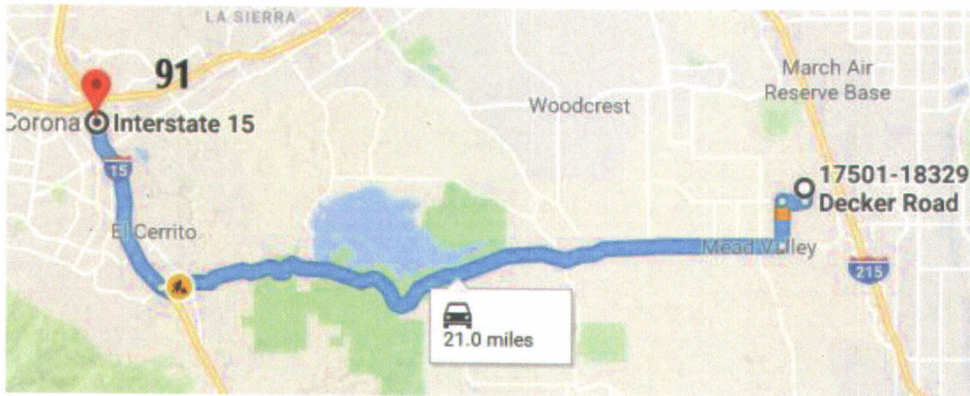 LA SIERRA
91
March Air
Reserve Base
Woodcrest
Corona
Interstate 15
15
17501-18329
Decker Road
El Cerrito
Mead Valley
215
21.0 miles